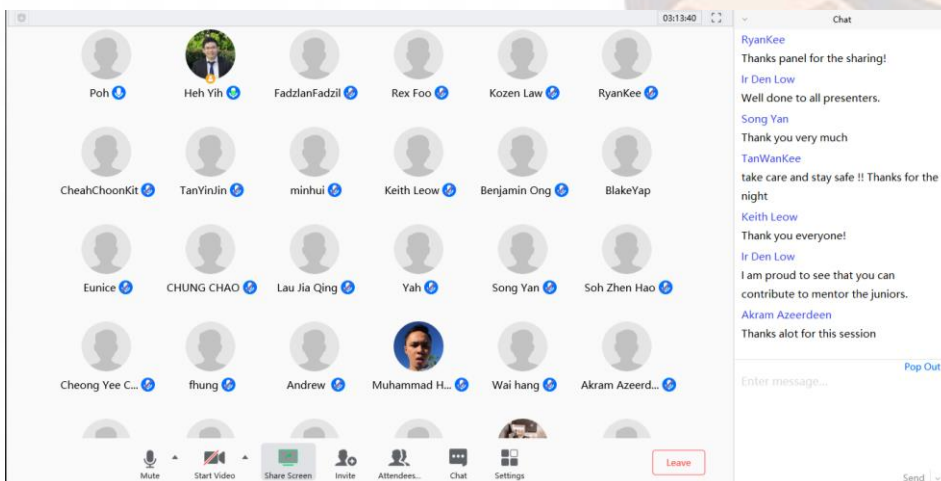 03:13:40
Poh
Heh Yih
FadzlanFadzil
Rex Foo
Kozen Law
RyanKee
CheahChoonKit
TanYinJin
minhui
Keith Leow
Benjamin Ong
BlakeYap
Eunice
CHUNG CHAO
Lau Jia Qing
Yah
Song Yan
Soh Zhen Hao
Cheong Yee C...
fhung
Andrew
Muhammad H...
Wai hang
Akram Azeerd...
Mute
Start Video
Share Screen
Invite
Attendees...
Chat
Settings
Leave
Chat
RyanKee
Thanks panel for the sharing!
Ir Den Low
Well done to all presenters.
Song Yan
Thank you very much
TanWanKee
take care and stay safe !! Thanks for the
night
Keith Leow
Thank you everyone!
Ir Den Low
I am proud to see that you can
contribute to mentor the juniors.
Akram Azeerdeen
Thanks alot for this session
Pop Out
Enter message...
Send